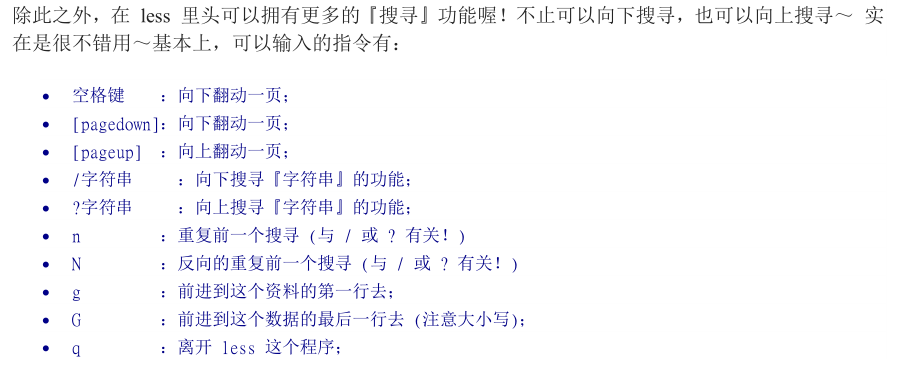 除此之外，在 less 里头可以拥有更多的『搜寻』功能喔！不止可以向下搜寻，也可以向上搜寻～ 实
在是很不错用～基本上，可以输入的指令有：
• 空格键 ：向下翻动一页；
• [pagedown]：向下翻动一页；
• [pageup] ：向上翻动一页；
• /字符串 ：向下搜寻『字符串』的功能；
• ?字符串 ：向上搜寻『字符串』的功能；
• n ：重复前一个搜寻 (与 / 或 ? 有关！)
• N ：反向的重复前一个搜寻 (与 / 或 ? 有关！)
• g ：前进到这个资料的第一行去；
• G ：前进到这个数据的最后一行去 (注意大小写)；
• q ：离开 less 这个程序；